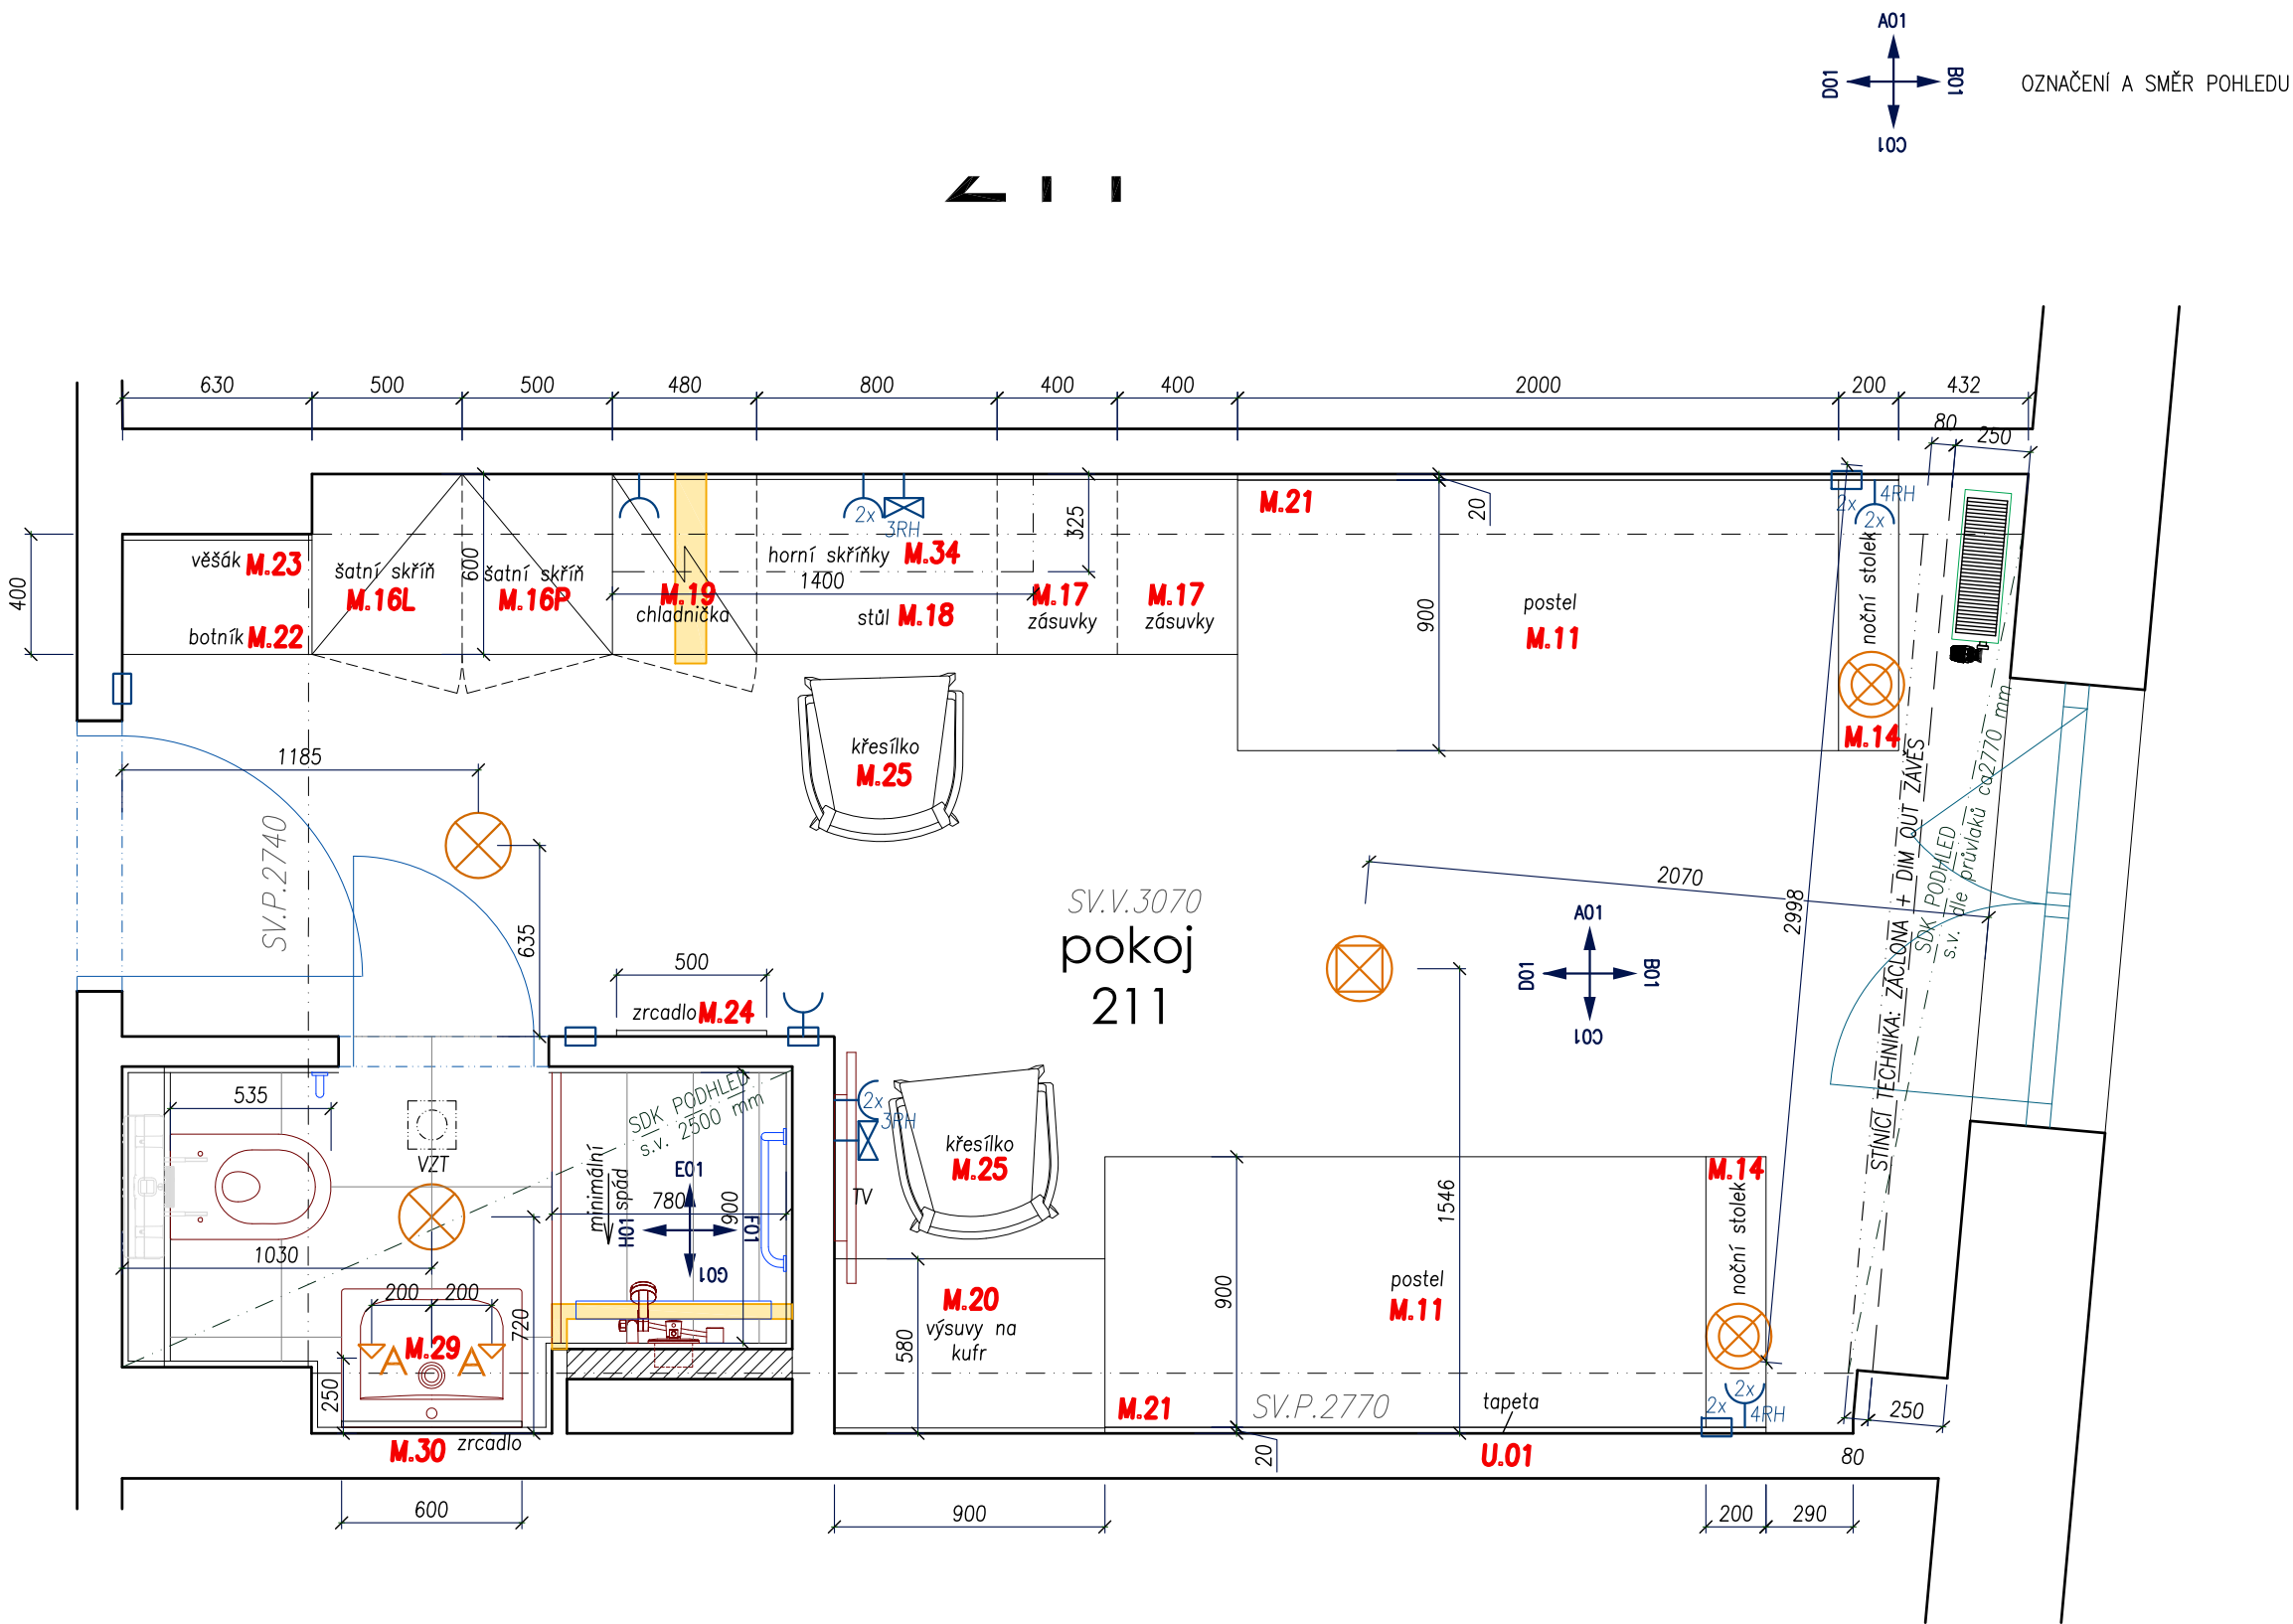 A01
D01
B01
C01
OZNAČENÍ A SMĚR POHLEDU
630
500
500
480
800
400
400
2000
200
432
80
250
400
věšák M.23
botník M.22
šatní skříň
M.16L
600
šatní skříň
M.16P
M.19
chladnička
2x
3RH
horní skříňky M.34
1400
stůl M.18
325
M.17
zásuvky
M.17
zásuvky
M.21
20
900
postel
M.11
2x
4RH
2x
noční stolek
M.14
1185
SV.P.2740
635
křesílko
M.25
SV.V.3070
pokoj
211
2070
2998
A01
D01
B01
C01
STÍNÍCÍ TECHNIKA: ZÁCLONA + DIM OUT ZÁVĚS
SDK PODHLED
s.v. dle průvlaků ca2770 mm
500
zrcadlo M.24
535
VZT
1030
200
200
M.29
A
A
250
720
M.30 zrcadlo
600
SDK PODHLED
s.v. 2500 mm
minimální
spád
780
900
E01
H01
F01
G01
2x
3RH
TV
křesílko
M.25
M.20
výsuvy na
kufr
580
900
postel
M.11
1546
M.14
noční stolek
M.21
SV.P.2770
tapeta
U.01
2x
2x
4RH
20
250
80
900
200
290